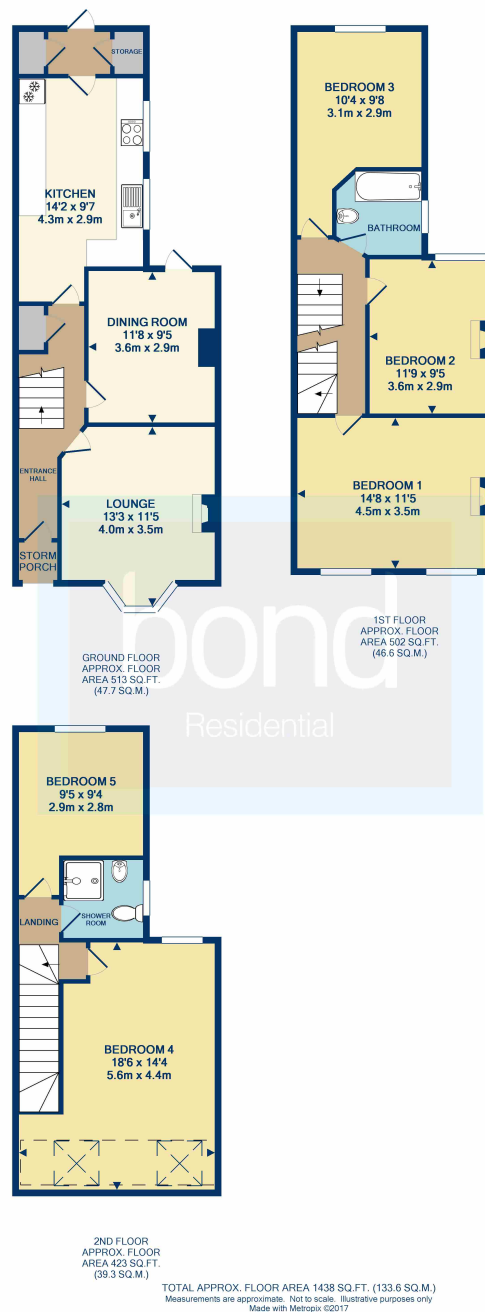 STORAGE
KITCHEN
14'2 x 9'7
4.3m x 2.9m
DINING ROOM
11'8 x 9'5
3.6m x 2.9m
ENTRANCE
HALL
LOUNGE
13'3 x 11'5
4.0m x 3.5m
STORM
PORCH
GROUND FLOOR
APPROX. FLOOR
AREA 513 SQ.FT.
(47.7 SQ.M.)
BEDROOM 3
10'4 x 9'8
3.1m x 2.9m
BATHROOM
BEDROOM 2
11'9 x 9'5
3.6m x 2.9m
BEDROOM 1
14'8 x 11'5
4.5m x 3.5m
1ST FLOOR
APPROX. FLOOR
AREA 502 SQ.FT.
(46.6 SQ.M.)
bond
Residential
BEDROOM 5
9'5 x 9'4
2.9m x 2.8m
LANDING
SHOWER
ROOM
BEDROOM 4
18'6 x 14'4
5.6m x 4.4m
2ND FLOOR
APPROX. FLOOR
AREA 423 SQ.FT.
(39.3 SQ.M.)
TOTAL APPROX. FLOOR AREA 1438 SQ.FT. (133.6 SQ.M.)
Measurements are approximate. Not to scale. Illustrative purposes only
Made with Metropix ©2017